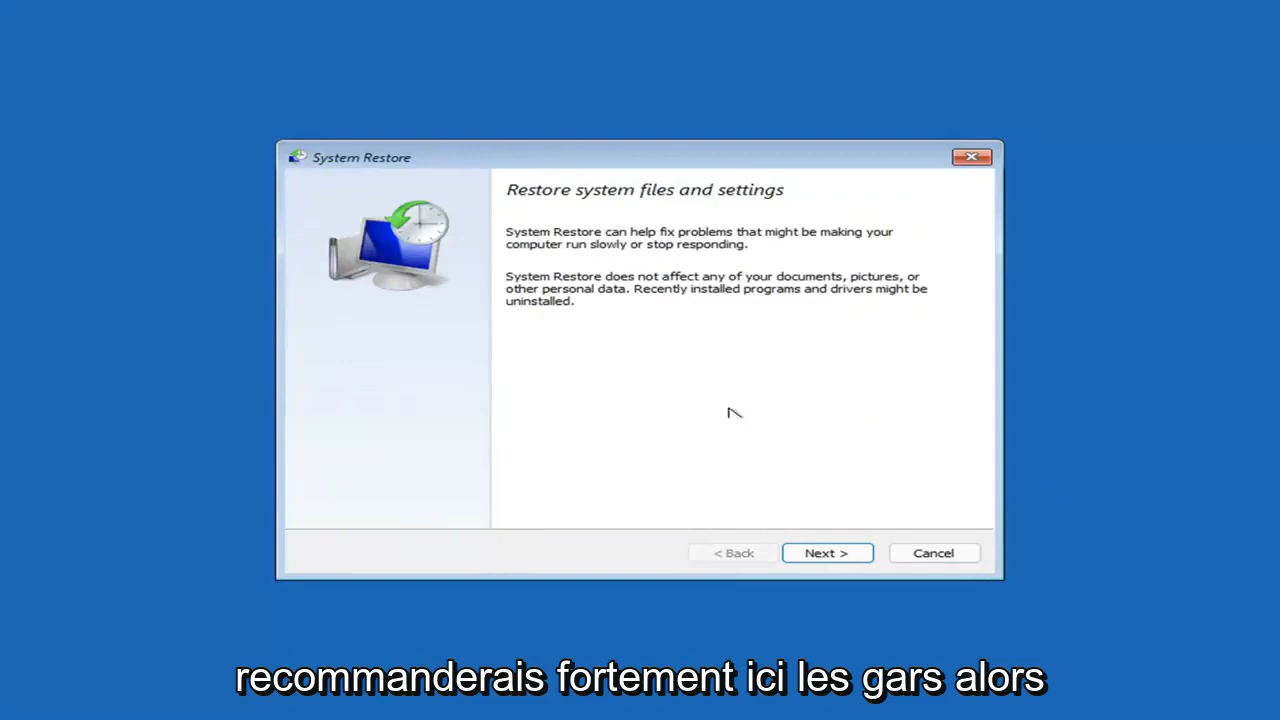 System Restore
Restore system files and settings
System Restore can help fix problems that might be making your
computer run slowly or stop responding.
System Restore does not affect any of your documents, pictures, or
other personal data. Recently installed programs and drivers might be
uninstalled.
< Back
Next >
Cancel
recommanderais fortement ici les gars alors